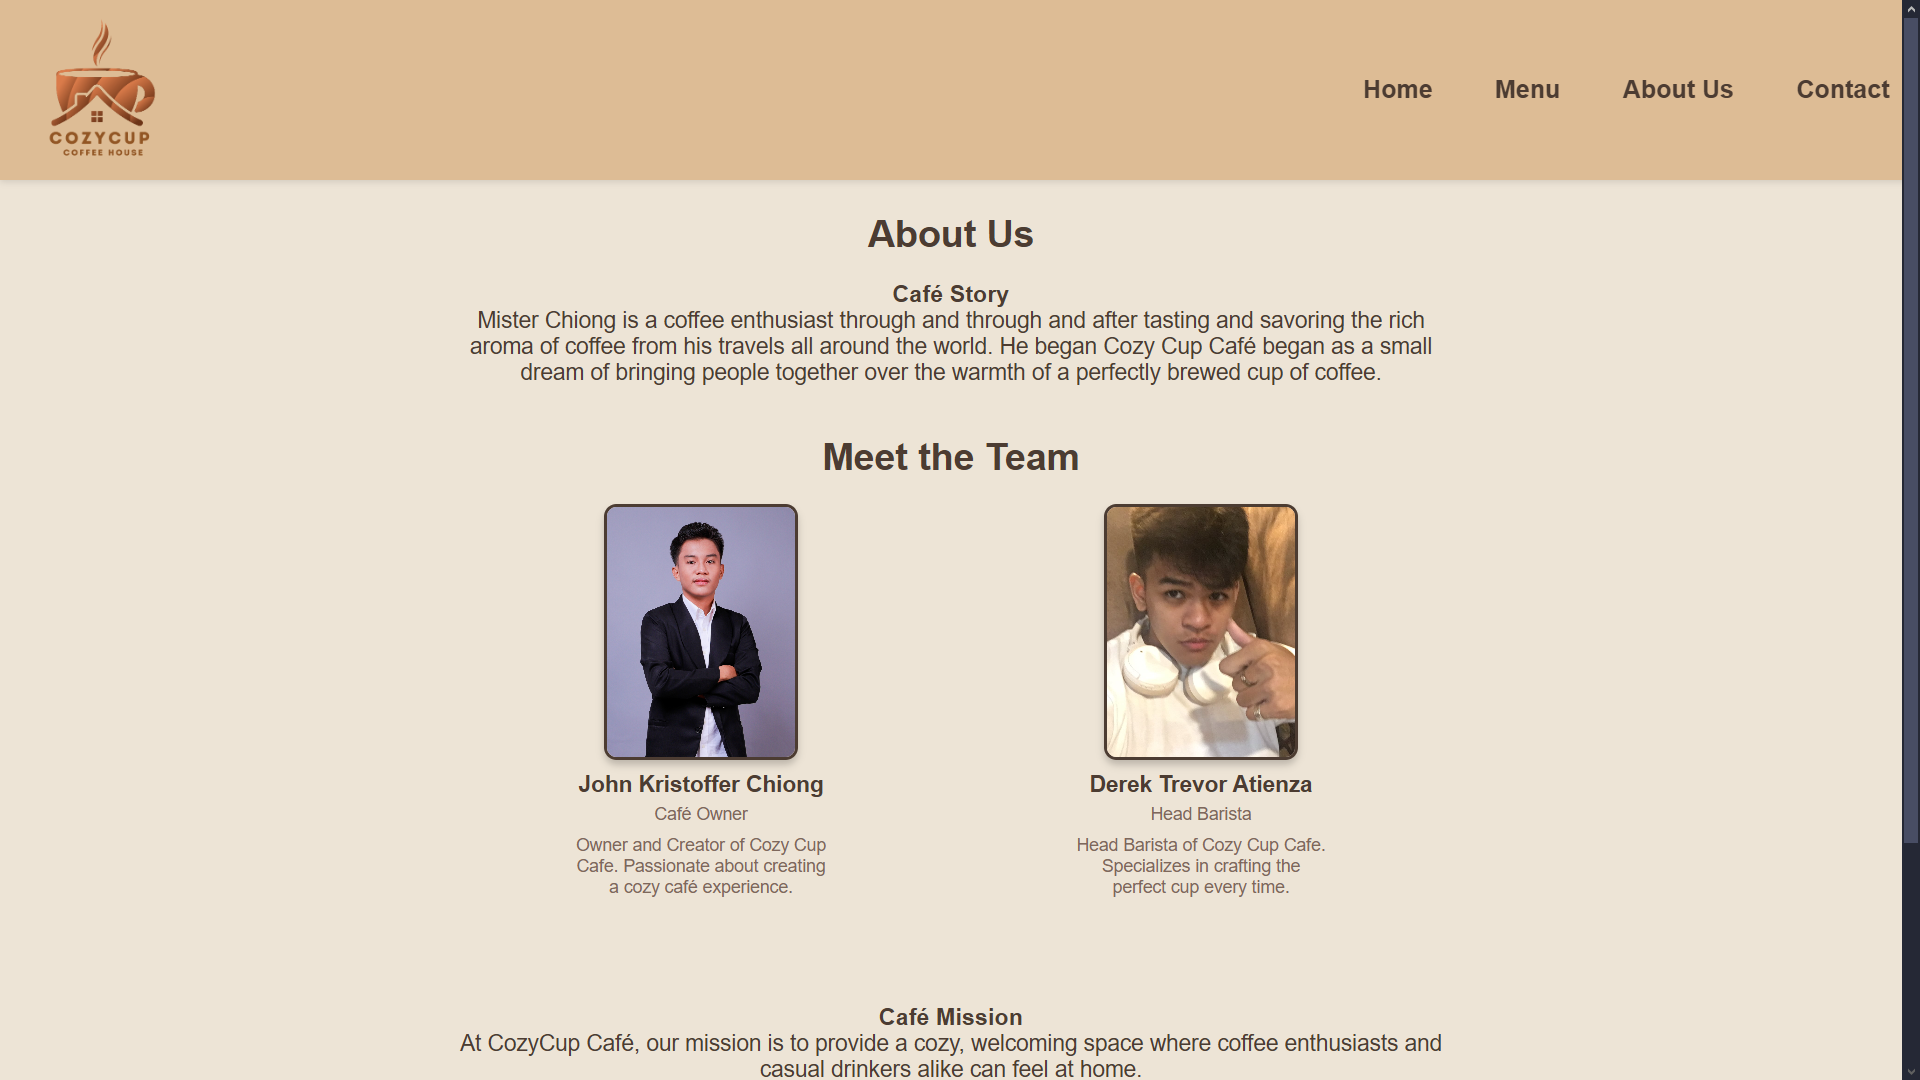 COZYCUP
COFFEE HOUSE
Home Menu About Us Contact
About Us
Café Story
Mister Chiong is a coffee enthusiast through and through and after tasting and savoring the rich
aroma of coffee from his travels all around the world. He began Cozy Cup Café began as a small
dream of bringing people together over the warmth of a perfectly brewed cup of coffee.
Meet the Team
John Kristoffer Chiong
Café Owner
Owner and Creator of Cozy Cup
Cafe. Passionate about creating
a cozy café experience.
Derek Trevor Atienza
Head Barista
Head Barista of Cozy Cup Cafe.
Specializes in crafting the
perfect cup every time.
Café Mission
At CozyCup Café, our mission is to provide a cozy, welcoming space where coffee enthusiasts and
casual drinkers alike can feel at home.